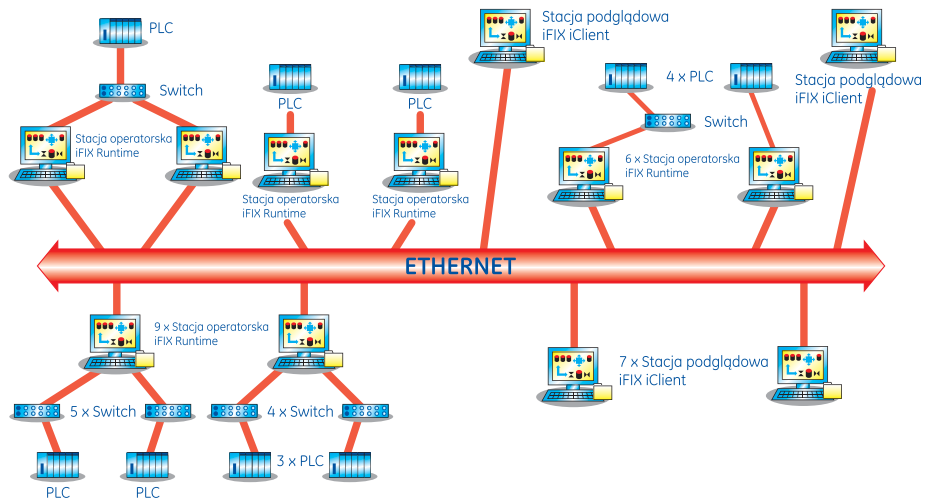 PLC
Switch
Stacja operatorska
iFIX Runtime
PLC
Stacja operatorska
iFIX Runtime
PLC
Stacja operatorska
iFIX Runtime
Stacja podglądowa
iFIX iClient
4 x PLC
Switch
6 x Stacja operatorska
iFIX Runtime
Stacja podglądowa
iFIX iClient
ETHERNET
9 x Stacja operatorska
iFIX Runtime
5 x Switch
4 x Switch
PLC
PLC
3 x PLC
7 x Stacja podglądowa
iFIX iClient